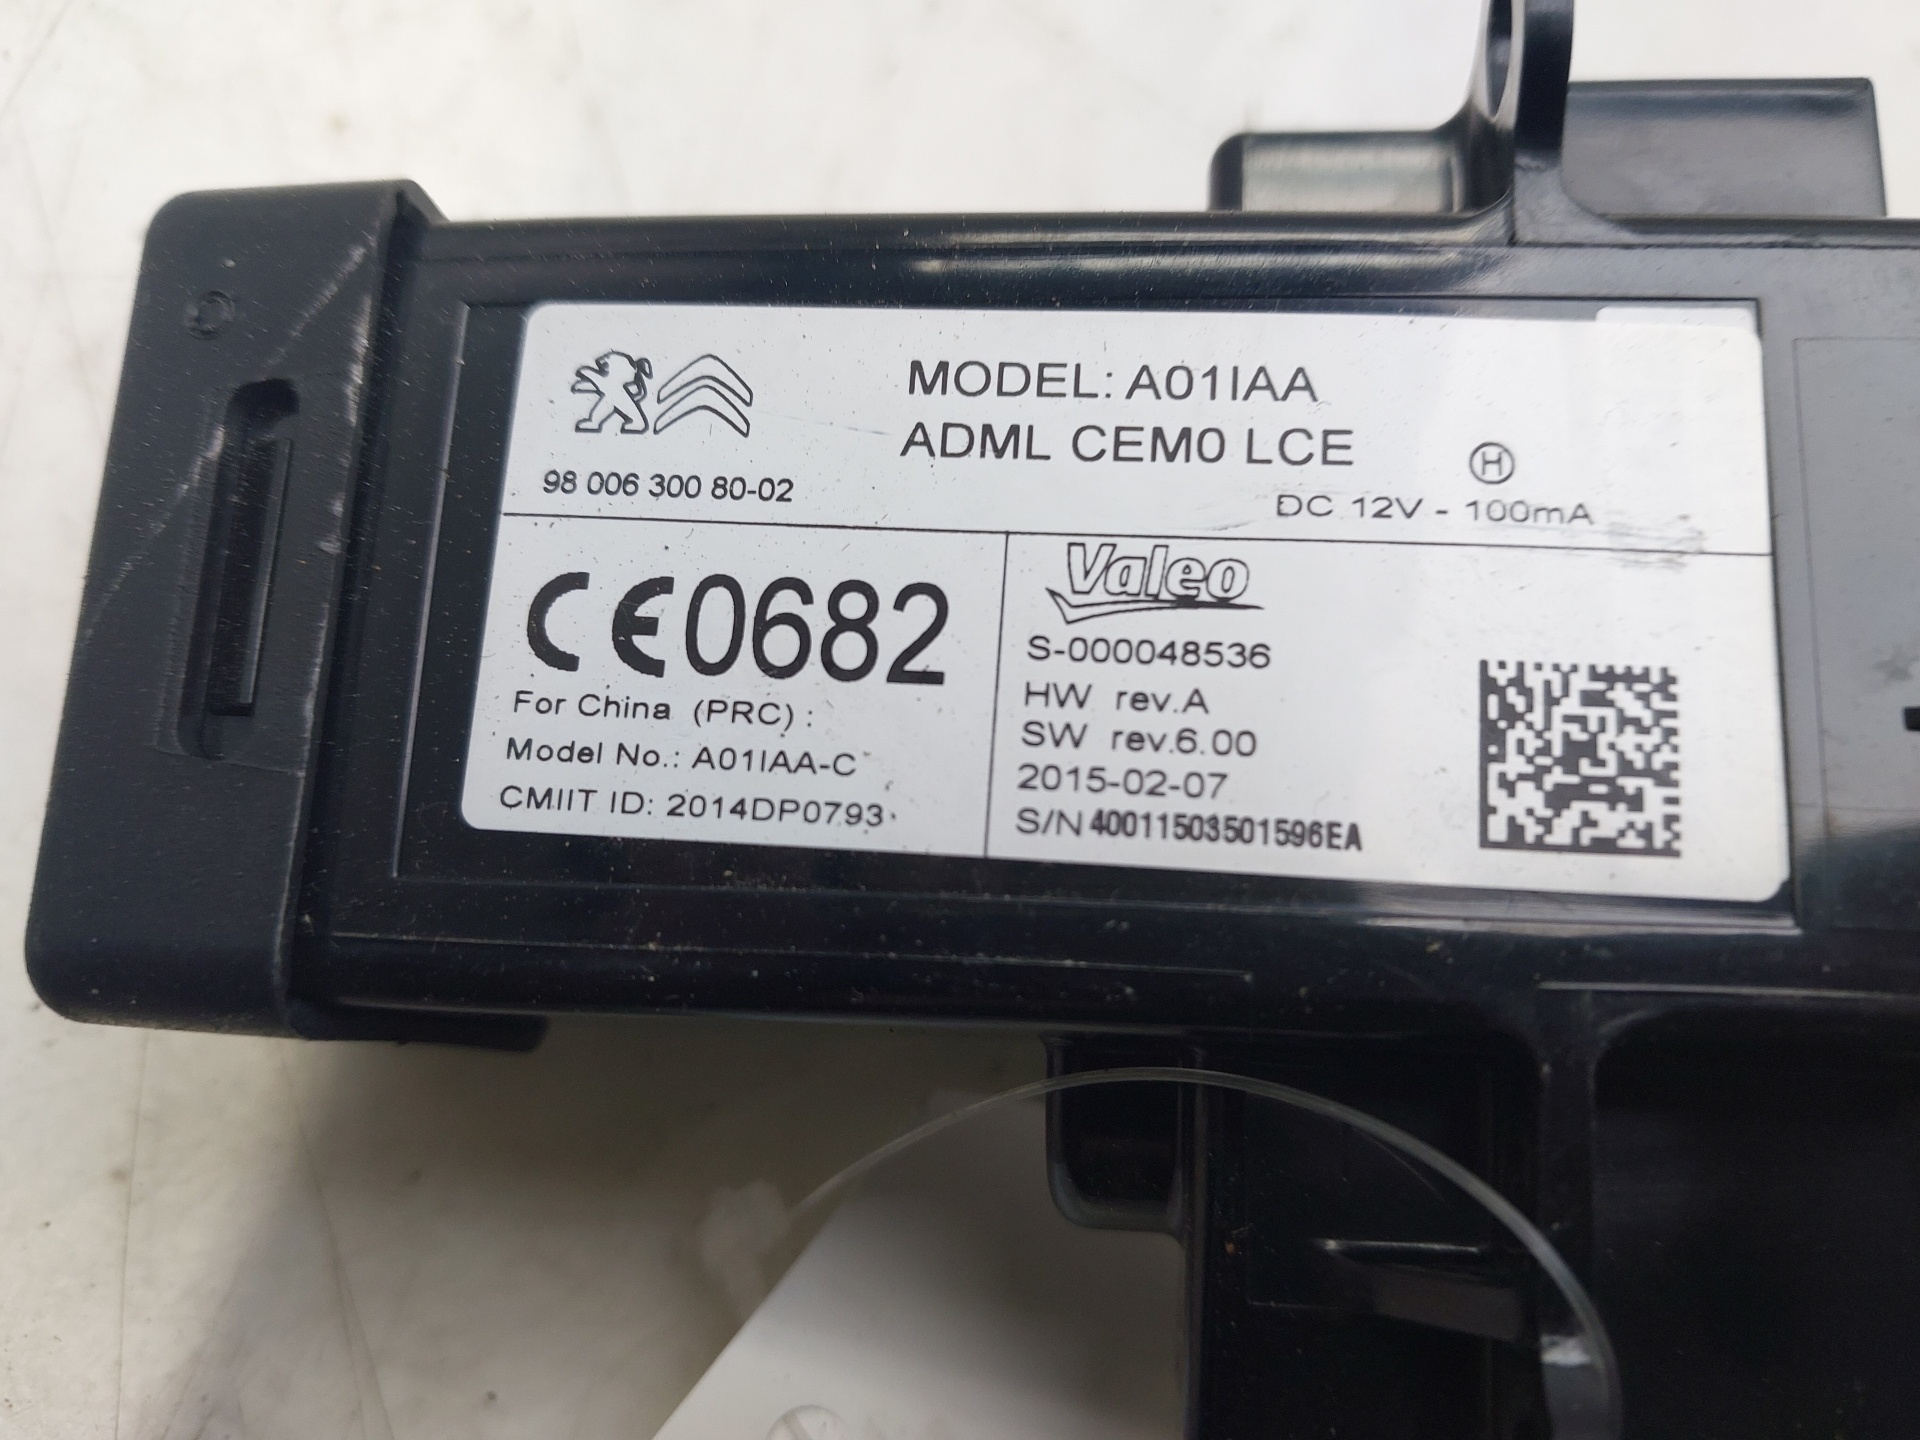 MODEL: A01IAA
ADML CEM0 LCE
H
98 006 300 80-02
DC 12V - 100mA
CE0682
For China (PRC) :
Model No.: A01IAA-C
CMIIT ID: 2014DP0793
Valeo
S-000048536
HW rev.A
SW rev.6.00
2015-02-07
S/N 40011503501596EA